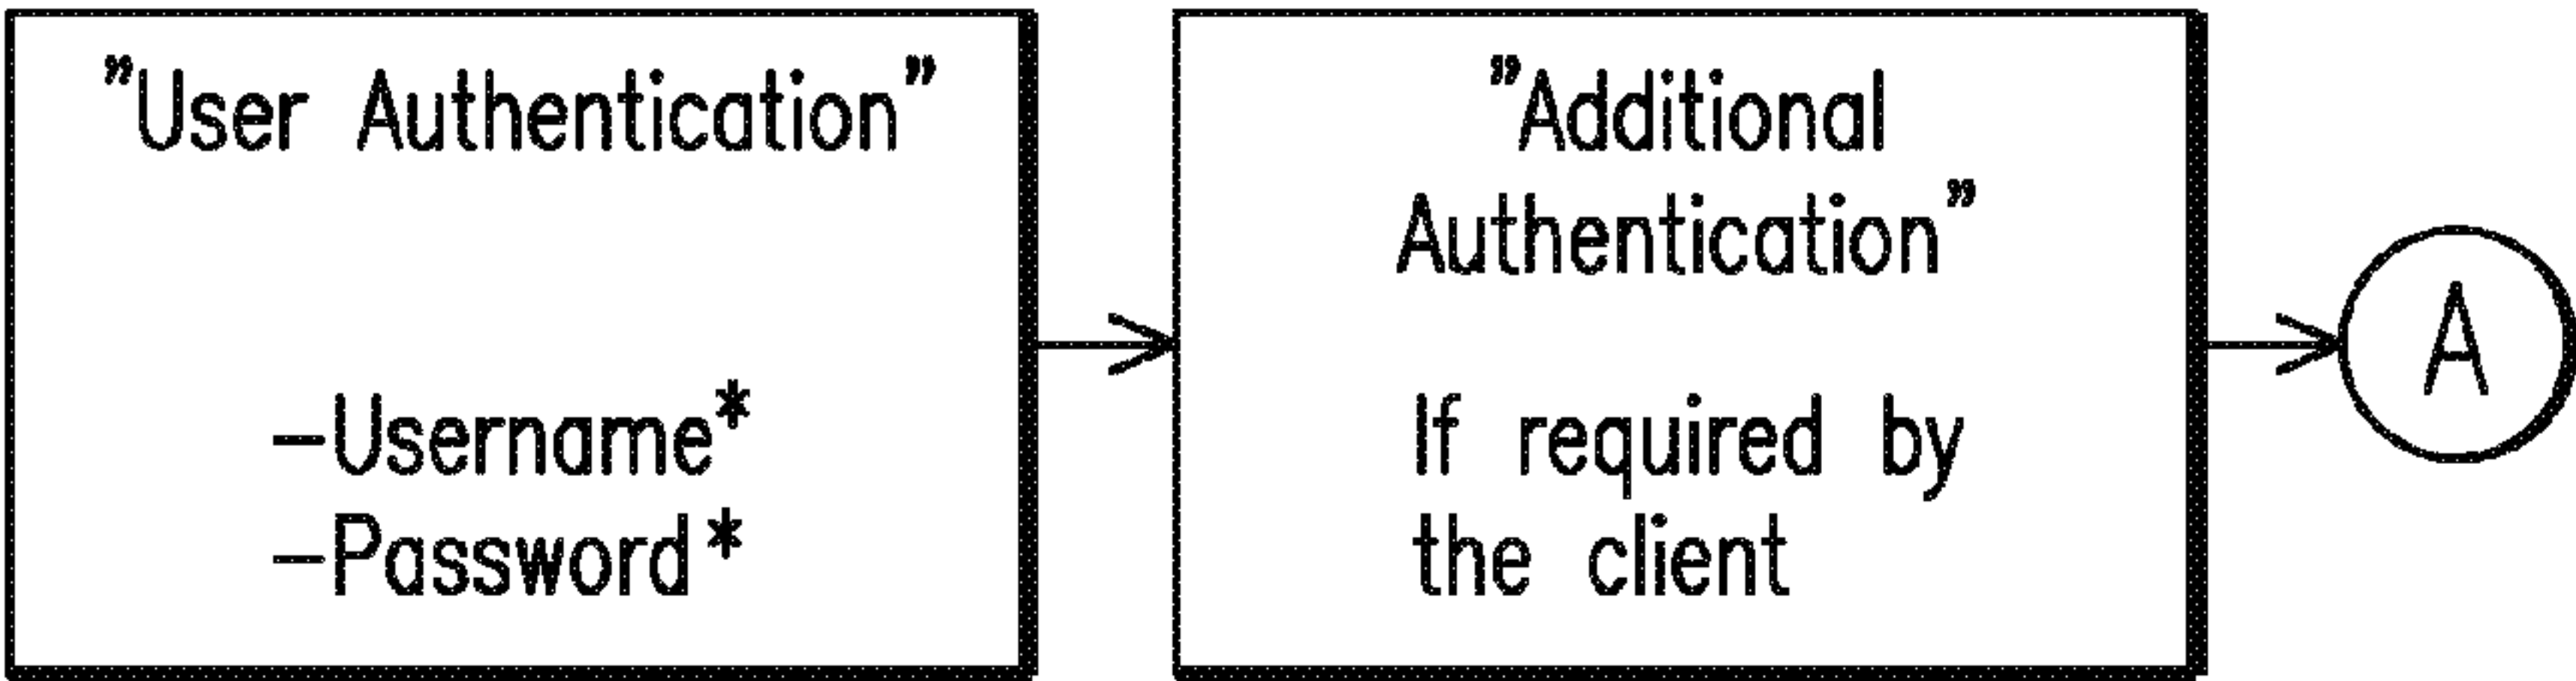 "User Authentication"
-Username*
-Password*
"Additional
Authentication"
If required by
the client
A